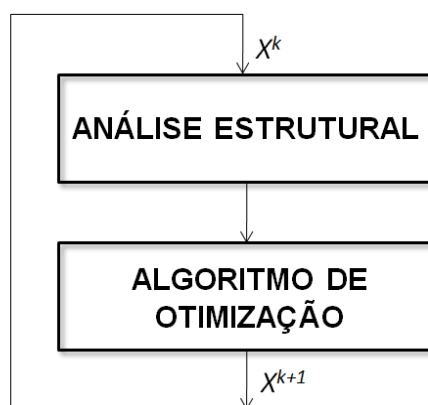 X^k
ANÁLISE ESTRUTURAL
ALGORITMO DE
OTIMIZAÇÃO
X^{k+1}